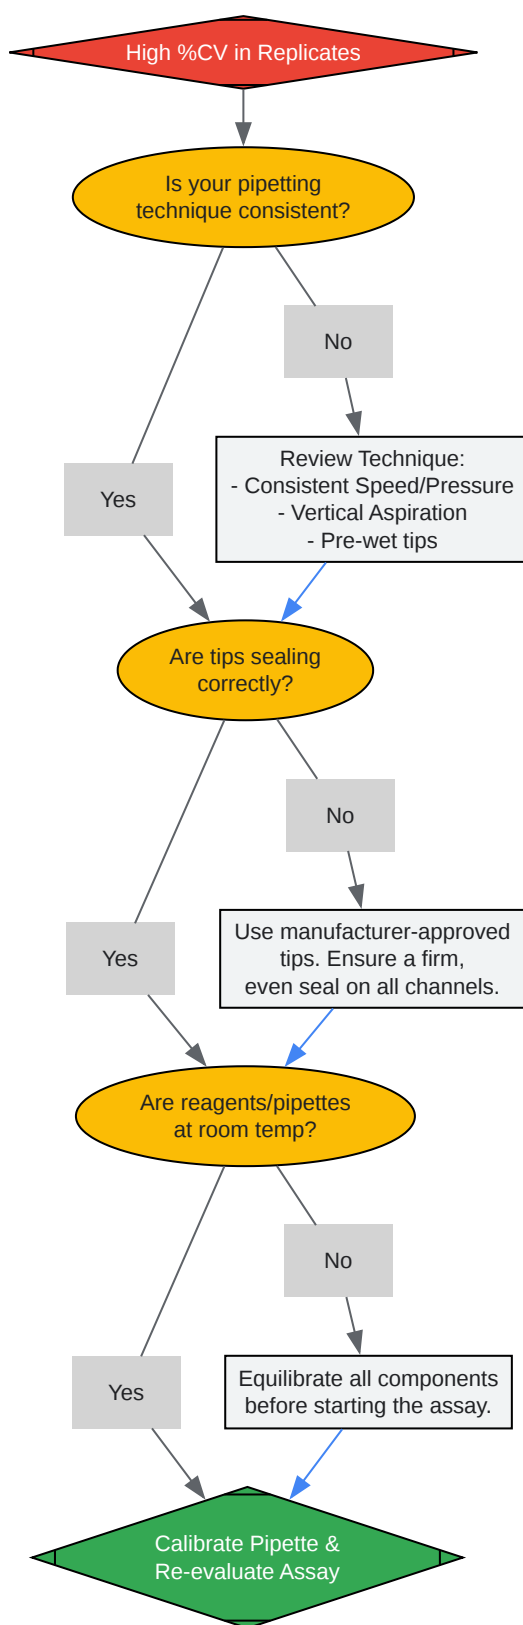 High %CV in Replicates
Is your pipetting
technique consistent?
No
Yes
Review Technique:
- Consistent Speed/Pressure
- Vertical Aspiration
- Pre-wet tips
Are tips sealing
correctly?
No
Yes
Use manufacturer-approved
tips. Ensure a firm,
even seal on all channels.
Are reagents/pipettes
at room temp?
No
Yes
Equilibrate all components
before starting the assay.
Calibrate Pipette &
Re-evaluate Assay